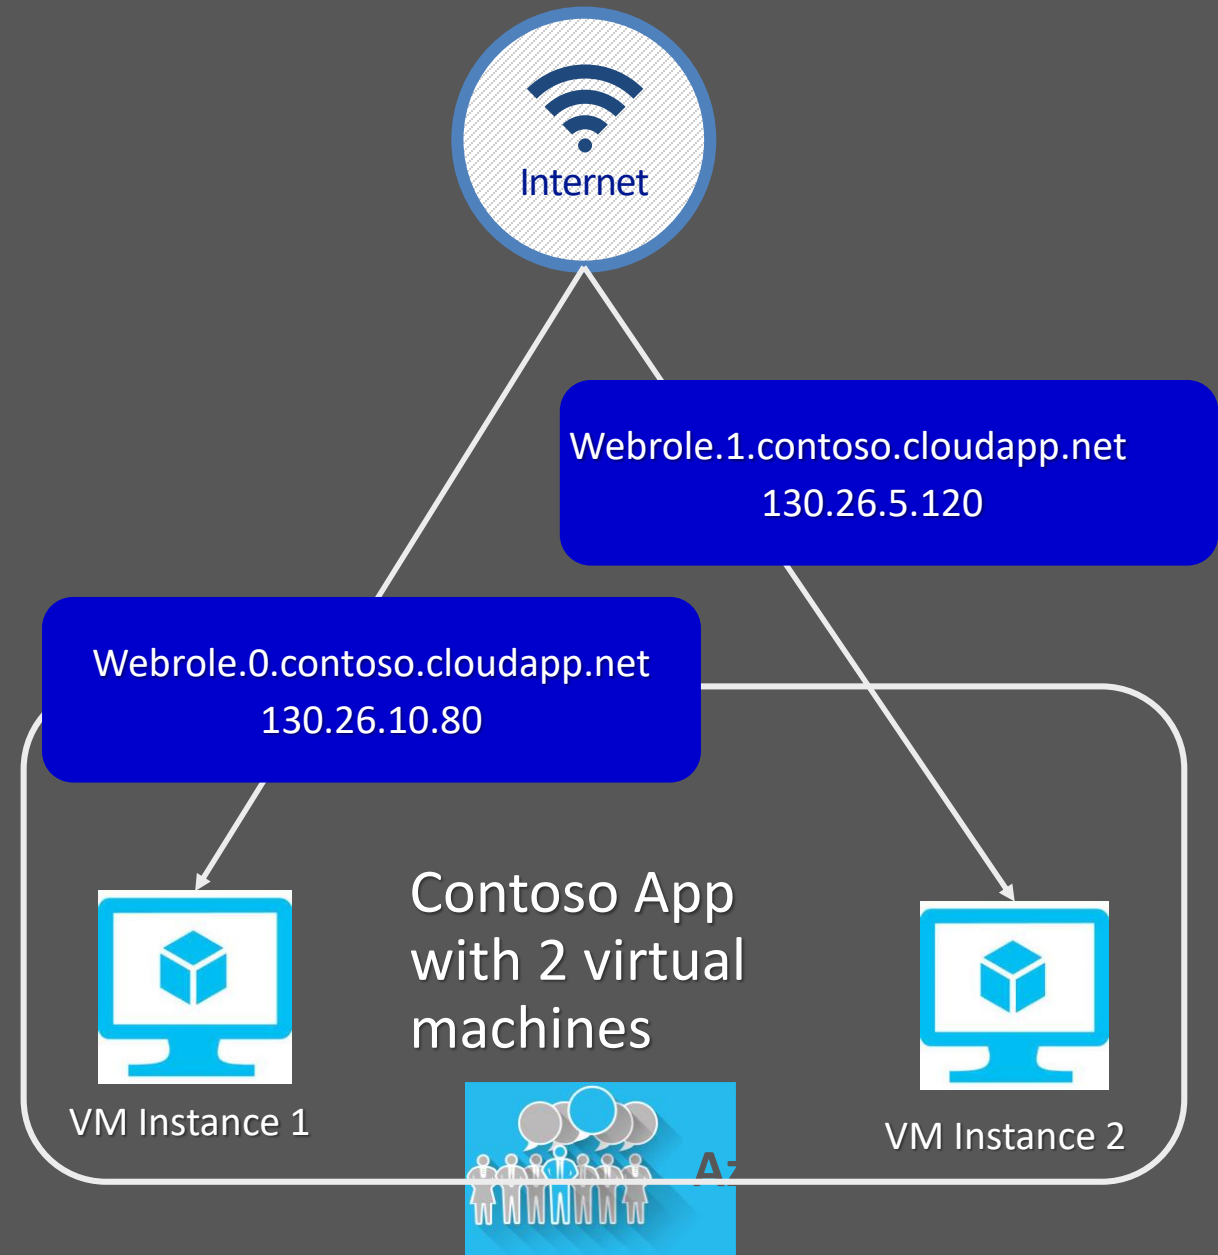 Internet
Webrole.1.contoso.cloudapp.net
130.26.5.120
Webrole.0.contoso.cloudapp.net
130.26.10.80
Contoso App
with 2 virtual
machines
VM Instance 1
VM Instance 2